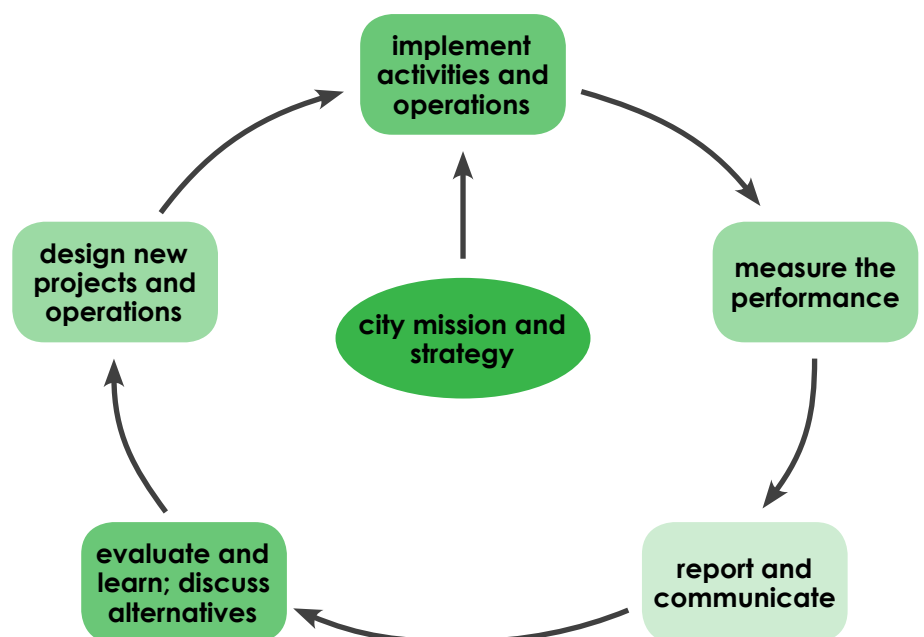 implement
activities and
operations
design new
projects and
operations
measure the
performance
city mission and
strategy
evaluate and
learn; discuss
alternatives
report and
communicate